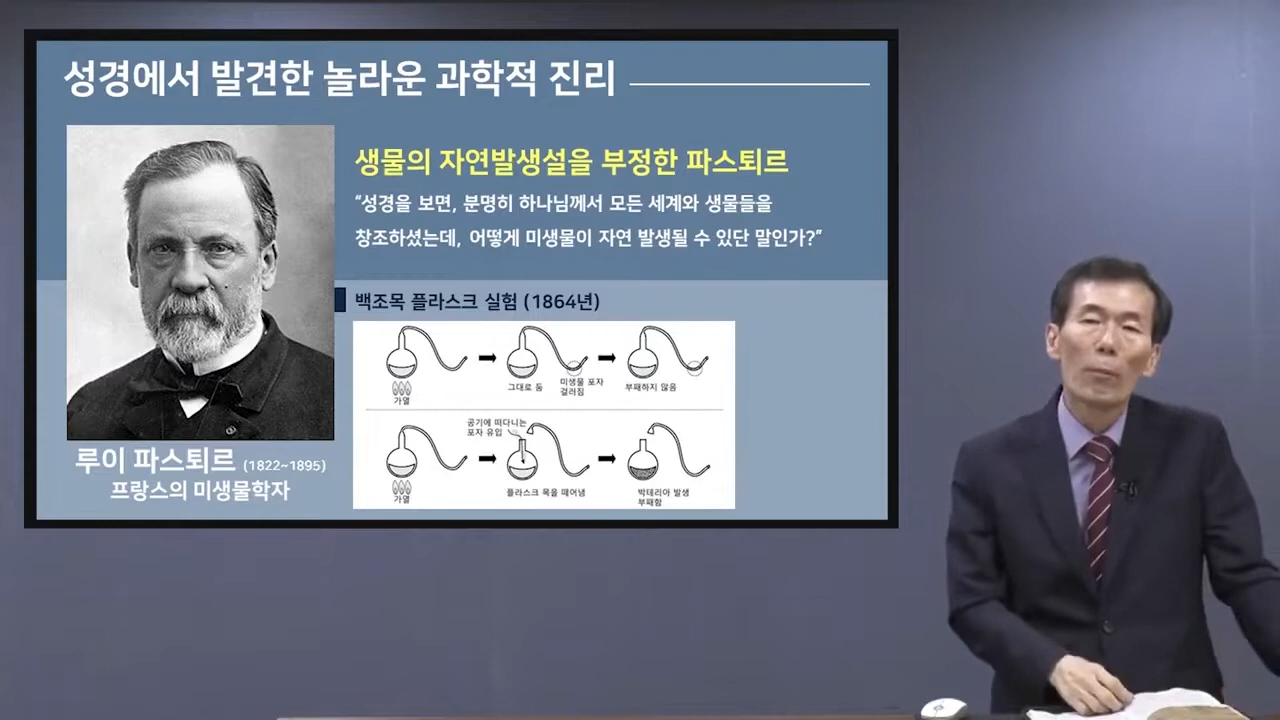 성경에서 발견한 놀라운 과학적 진리
생물의 자연발생설을 부정한 파스퇴르
“성경을 보면, 분명히 하나님께서 모든 세계와 생물들을
창조하셨는데, 어떻게 미생물이 자연 발생될 수 있단 말인가?”
백조목 플라스크 실험 (1864년)
가열
그대로 둠
미생물 포자
걸러짐
부패하지 않음
공기에 떠다니는
포자 유입
가열
플라스크 목을 떼어냄
박테리아 발생
부패함
루이 파스퇴르 (1822~1895)
프랑스의 미생물학자